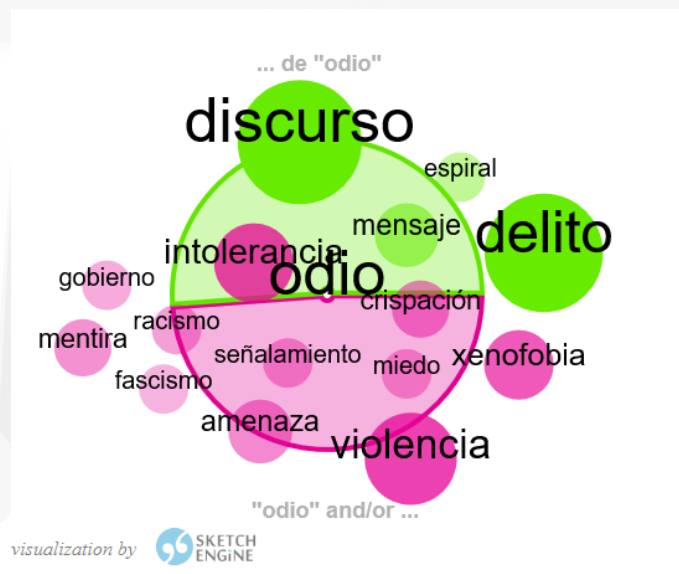 ... de "odio"
discurso
espiral
mensaje
delito
intolerancia
odio
gobierno
crispación
racismo
mentira
señalamiento
miedo
xenofobia
fascismo
amenaza
violencia
"odio" and/or ...
visualization by
SKETCH
ENGINE